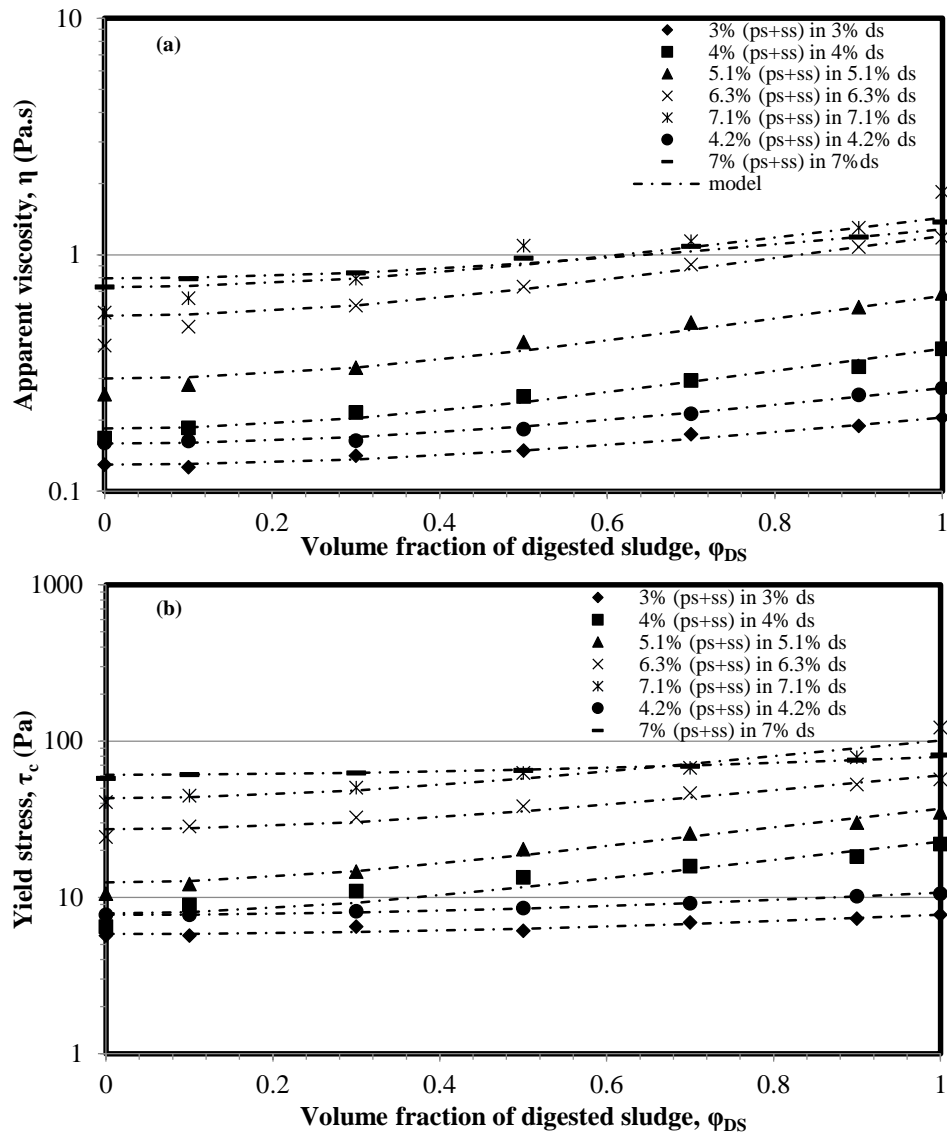 10
(a)
3% (ps+ss) in 3% ds
4% (ps+ss) in 4% ds
5.1% (ps+ss) in 5.1% ds
6.3% (ps+ss) in 6.3% ds
7.1% (ps+ss) in 7.1% ds
4.2% (ps+ss) in 4.2% ds
7% (ps+ss) in 7%ds
model
Apparent viscosity, η (Pa.s)
1
0.1
0 0.2 0.4 0.6 0.8 1
Volume fraction of digested sludge, φDS
1000
(b)
3% (ps+ss) in 3% ds
4% (ps+ss) in 4% ds
5.1% (ps+ss) in 5.1% ds
6.3% (ps+ss) in 6.3% ds
7.1% (ps+ss) in 7.1% ds
4.2% (ps+ss) in 4.2% ds
7% (ps+ss) in 7% ds
Yield stress, τc (Pa)
100
10
1
0 0.2 0.4 0.6 0.8 1
Volume fraction of digested sludge, φDS